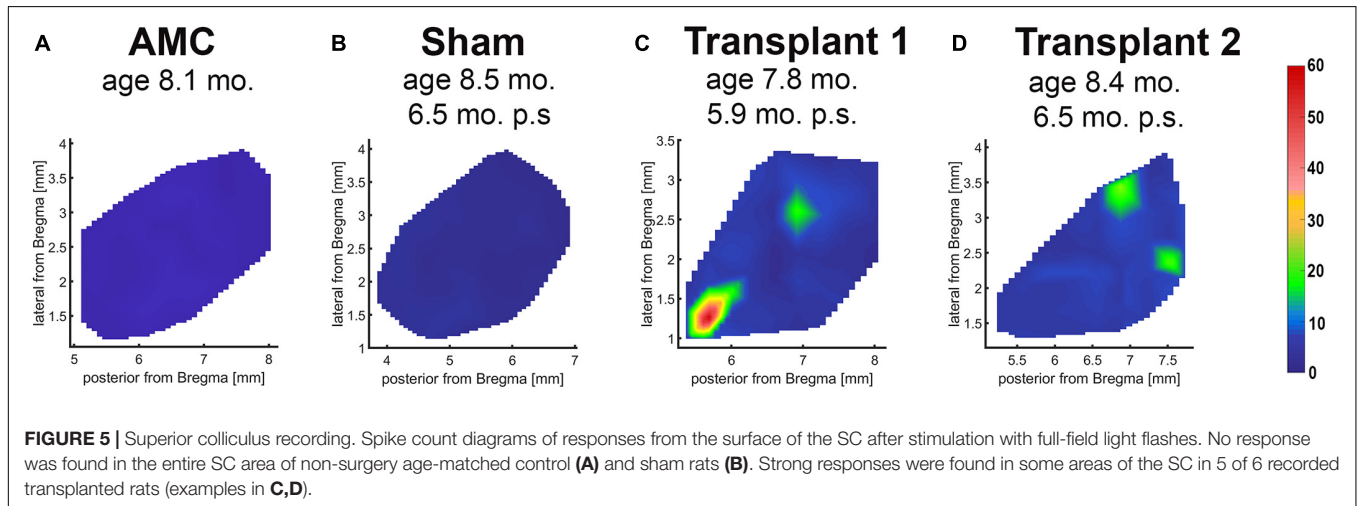 A AMC
age 8.1 mo.
lateral from Bregma [mm]
4
3.5
3
2.5
2
1.5
5 6 7 8
posterior from Bregma [mm]
B Sham
age 8.5 mo.
6.5 mo. p.s
lateral from Bregma [mm]
4
3.5
3
2.5
2
1.5
1
4 5 6 7
posterior from Bregma [mm]
C Transplant 1
age 7.8 mo.
5.9 mo. p.s.
lateral from Bregma [mm]
3.5
3
2.5
2
1.5
1
6 7 8
posterior from Bregma [mm]
D Transplant 2
age 8.4 mo.
6.5 mo. p.s.
lateral from Bregma [mm]
4
3.5
3
2.5
2
1.5
5.5 6 6.5 7 7.5
posterior from Bregma [mm]
60
50
40
30
20
10
0
FIGURE 5 | Superior colliculus recording. Spike count diagrams of responses from the surface of the SC after stimulation with full-field light flashes. No response
was found in the entire SC area of non-surgery age-matched control (A) and sham rats (B). Strong responses were found in some areas of the SC in 5 of 6 recorded
transplanted rats (examples in C,D).